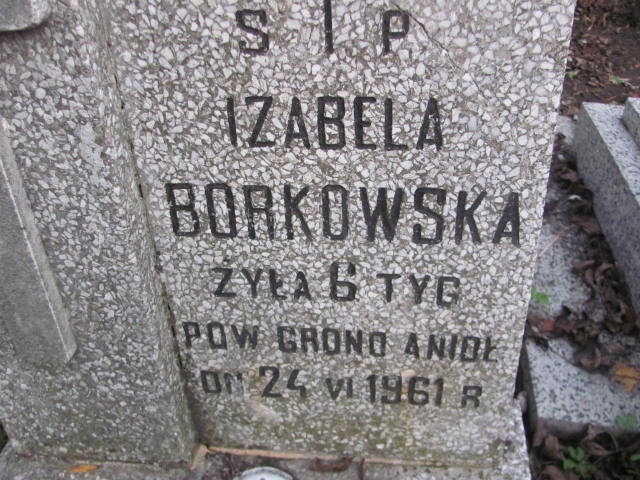 S I P.
IZABELA
BORKOWSKA
ŻYŁA 6 TYG
POW GRONO ANIOŁ
DN 24 VI 1961 R